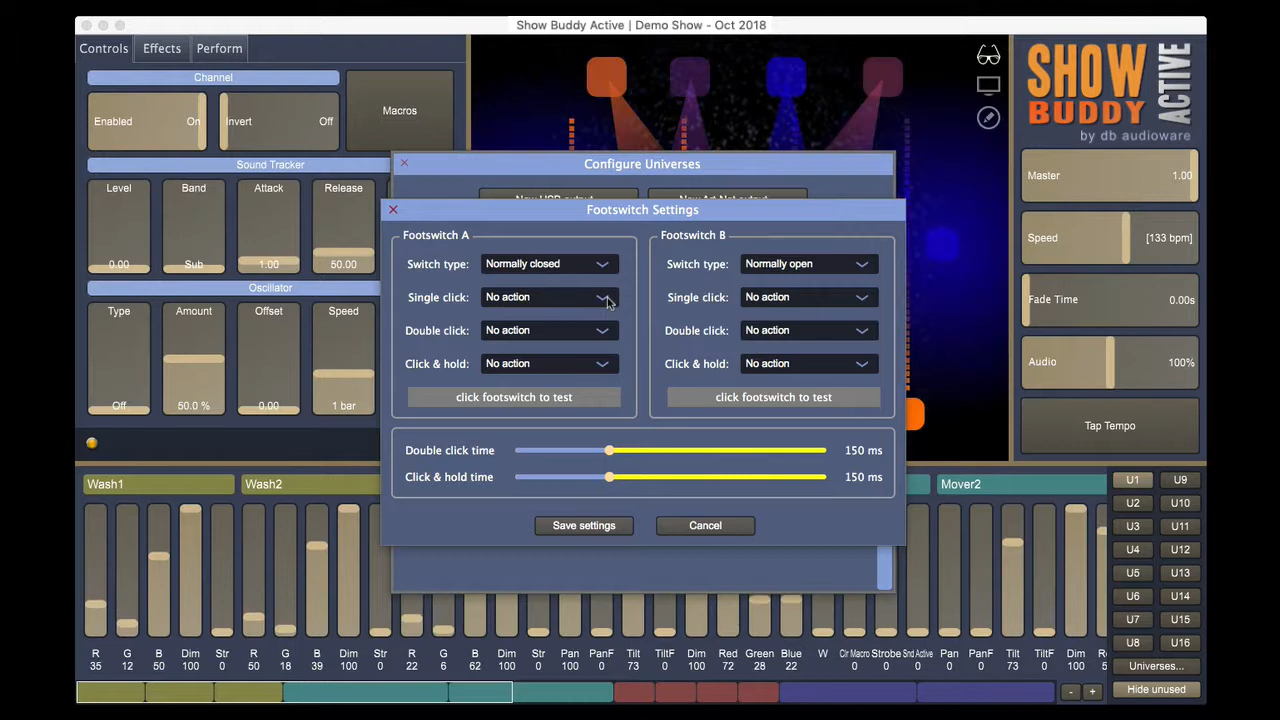 Show Buddy Active | Demo Show - Oct 2018
Controls
Effects
Perform
Channel
Enabled
On
Invert
Off
Macros
Sound Tracker
Level
Band
Attack
Release
0.00
Sub
1.00
50.00
Oscillator
Type
Amount
Offset
Speed
Off
50.0 %
0.00
1 bar
SHOW
BUDDY
ACTIVE
by db audioware
Master
1.00
Speed
[133 bpm]
Fade Time
0.00s
Audio
100%
Tap Tempo
Configure Universes
Footswitch Settings
Footswitch A
Switch type:
Normally closed
Single click:
No action
Double click:
No action
Click & hold:
No action
click footswitch to test
Footswitch B
Switch type:
Normally open
Single click:
No action
Double click:
No action
Click & hold:
No action
click footswitch to test
Double click time
150 ms
Click & hold time
150 ms
Save settings
Cancel
Wash1
Wash2
Mover2
R G B Dim Str R G B Dim Str R G B Dim Str Pan PanF Tilt TiltF Dim Red Green Blue W Clr Macro Strobe Snd Active Pan PanF Tilt TiltF Dim
35 12 50 100 0 50 18 39 100 0 22 6 62 100 0 100 0 73 0 100 72 28 22 0 0 0 0 0 73 0 100
U1 U9
U2 U10
U3 U11
U4 U12
U5 U13
U6 U14
U7 U15
U8 U16
Universes...
- +
Hide unused